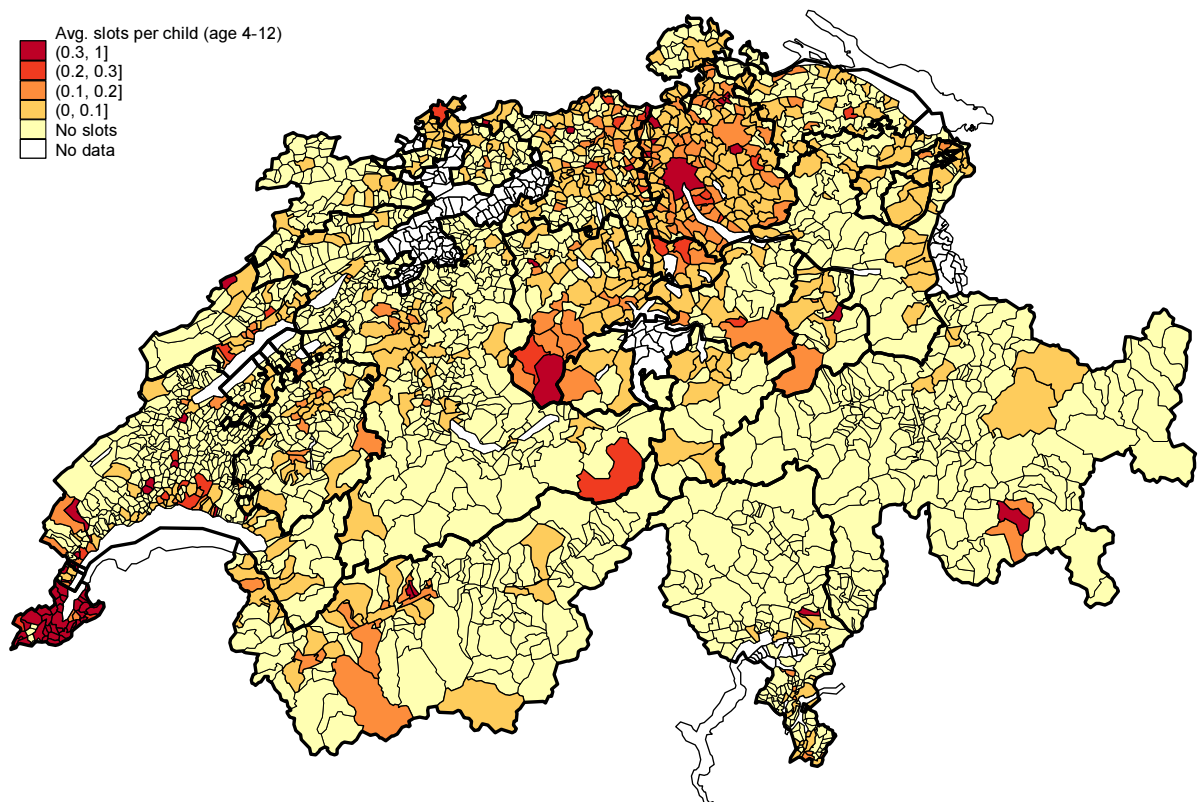 Avg. slots per child (age 4-12)
(0.3, 1]
(0.2, 0.3]
(0.1, 0.2]
(0, 0.1]
No slots
No data